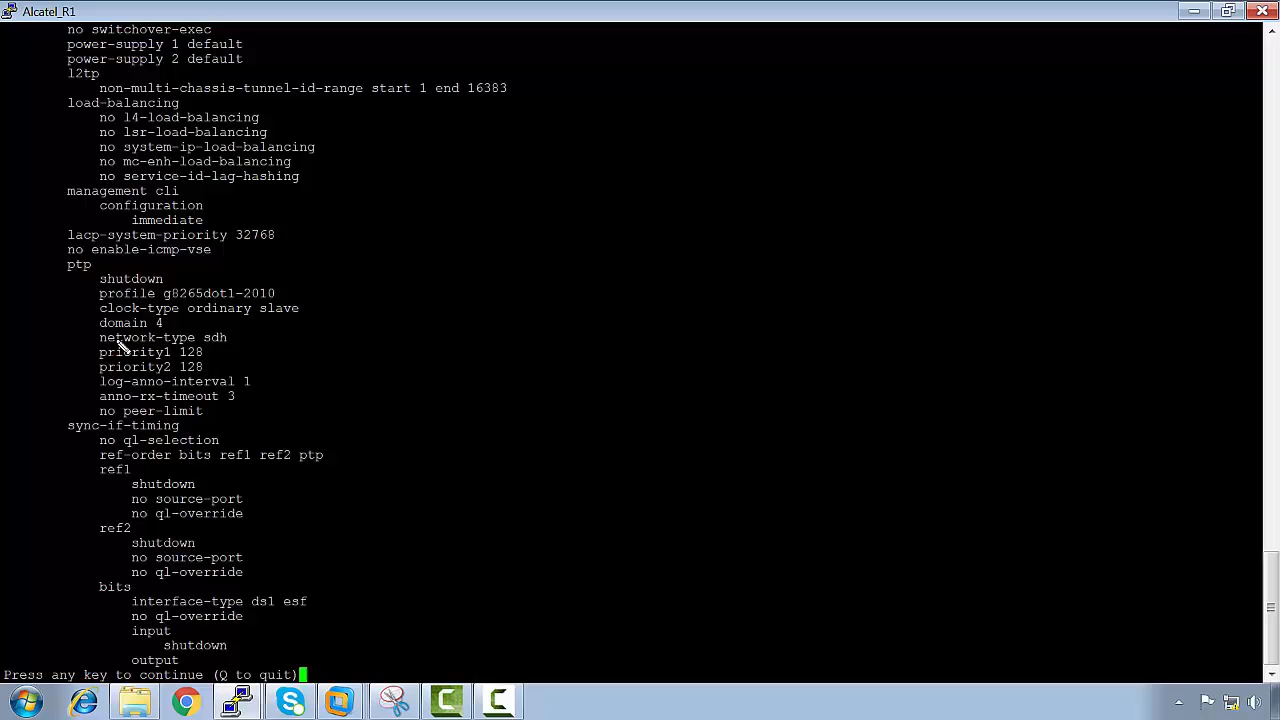 Alcatel_R1
no switchover-exec
power-supply 1 default
power-supply 2 default
l2tp
non-multi-chassis-tunnel-id-range start 1 end 16383
load-balancing
no l4-load-balancing
no lsr-load-balancing
no system-ip-load-balancing
no mc-enh-load-balancing
no service-id-lag-hashing
management cli
configuration
immediate
lacp-system-priority 32768
no enable-icmp-vse
ptp
shutdown
profile g8265dot1-2010
clock-type ordinary slave
domain 4
network-type sdh
priority1 128
priority2 128
log-anno-interval 1
anno-rx-timeout 3
no peer-limit
sync-if-timing
no ql-selection
ref-order bits ref1 ref2 ptp
ref1
shutdown
no source-port
no ql-override
ref2
shutdown
no source-port
no ql-override
bits
interface-type ds1 esf
no ql-override
input
shutdown
output
Press any key to continue (Q to quit)